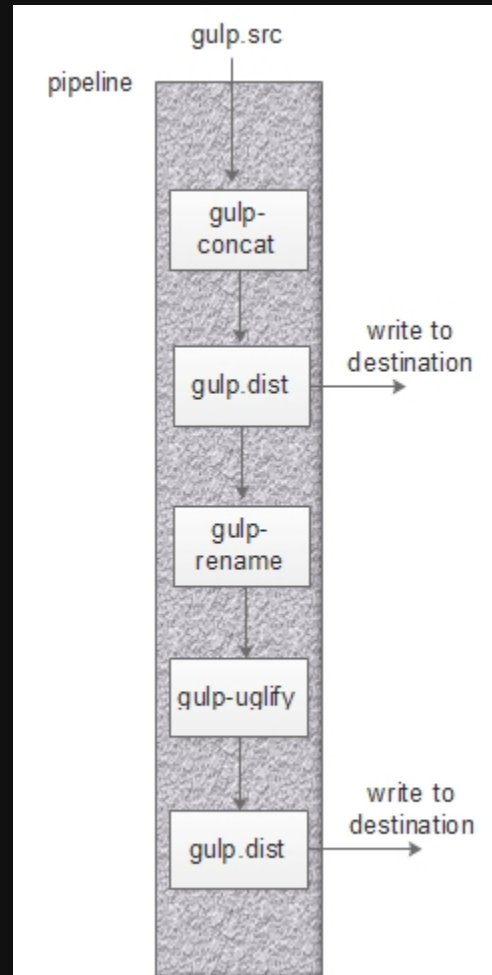 gulp.src
pipeline
gulp-
concat
gulp.dist
write to
destination
gulp-
rename
gulp-uglify
gulp.dist
write to
destination